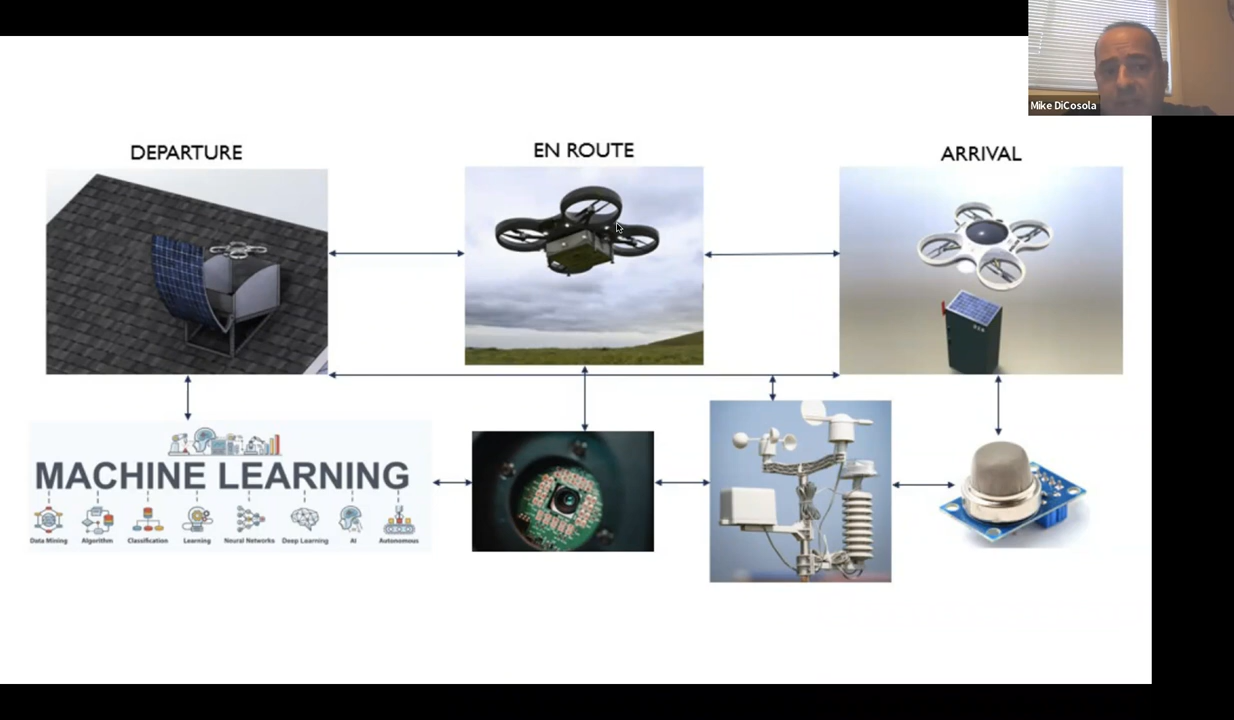 Mike DiCosola
DEPARTURE
EN ROUTE
ARRIVAL
MACHINE LEARNING
Data Mining
Algorithm
Classification
Learning
Neural Networks
Deep Learning
AI
Autonomous